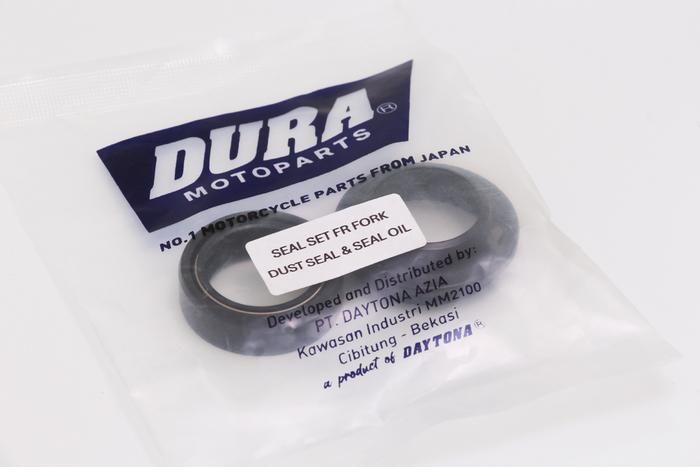 DURA®
MOTOPARTS
NO.1 MOTORCYCLE PARTS FROM JAPAN
SEAL SET FR FORK
DUST SEAL & SEAL OIL
Developed and Distributed by:
PT. DAYTONA AZIA
Kawasan Industri MM2100
Cibitung - Bekasi
a product of DAYTONA®